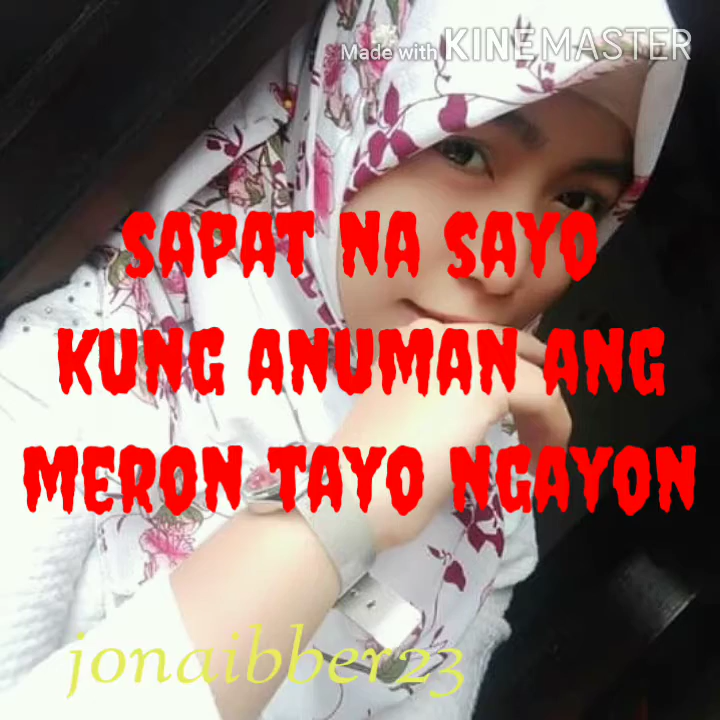 Made with KINEMASTER
SAPAT NA SAYO
KUNG ANUMAN ANG
MERON TAYO NGAYON
jonaibber23